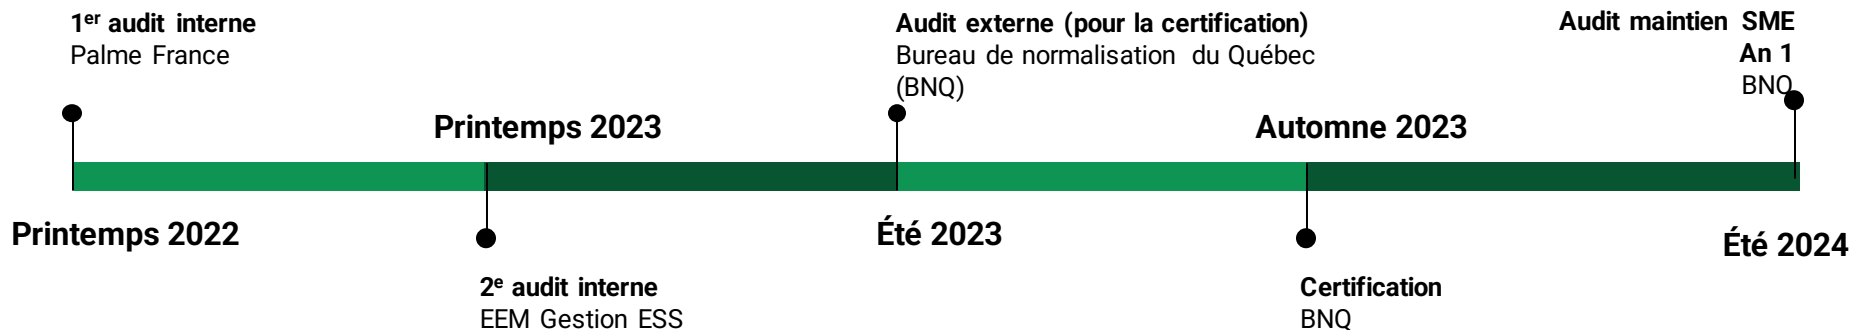 1er audit interne
Palme France
Audit externe (pour la certification)
Bureau de normalisation du Québec
(BNQ)
Audit maintien SME
An 1
BNQ
Printemps 2023
Automne 2023
Printemps 2022
Été 2023
Été 2024
2e audit interne
EEM Gestion ESS
Certification
BNQ